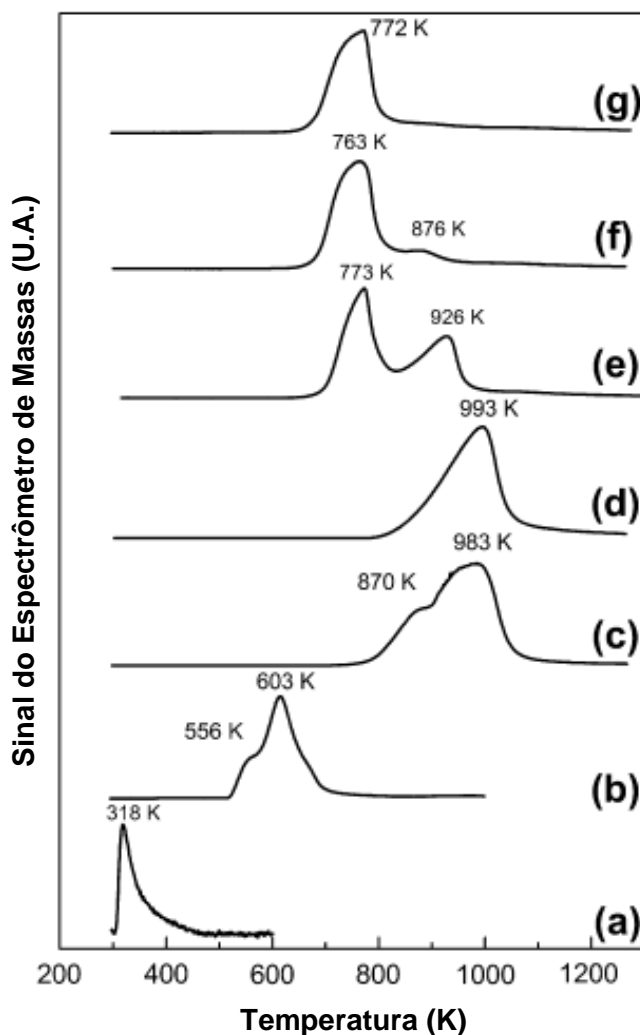 Sinal do Espectrômetro de Massas (U.A.)
772 K
(g)
763 K
876 K
(f)
773 K
926 K
(e)
993 K
(d)
983 K
870 K
(c)
603 K
556 K
(b)
318 K
(a)
200 400 600 800 1000 1200
Temperatura (K)